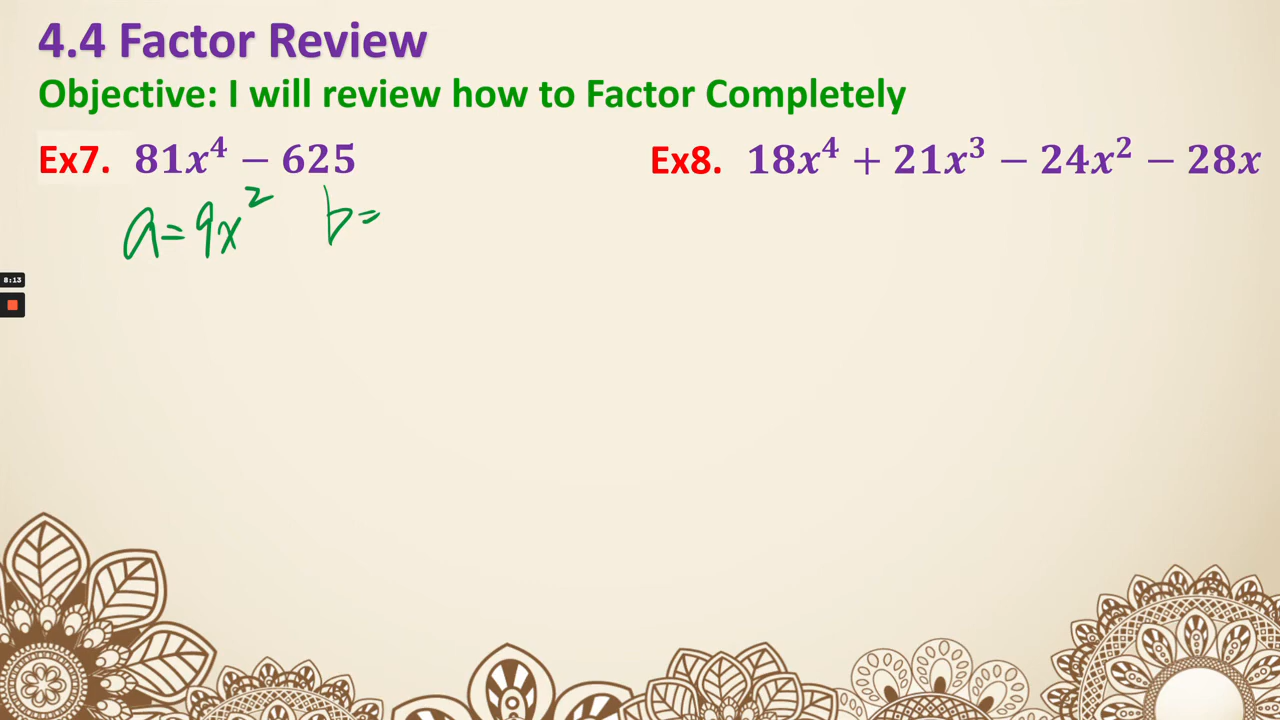 4.4 Factor Review
Objective: I will review how to Factor Completely
Ex7. 81x⁴ − 625
Ex8. 18x⁴ + 21x³ − 24x² − 28x
a = 9x² b =
8:13